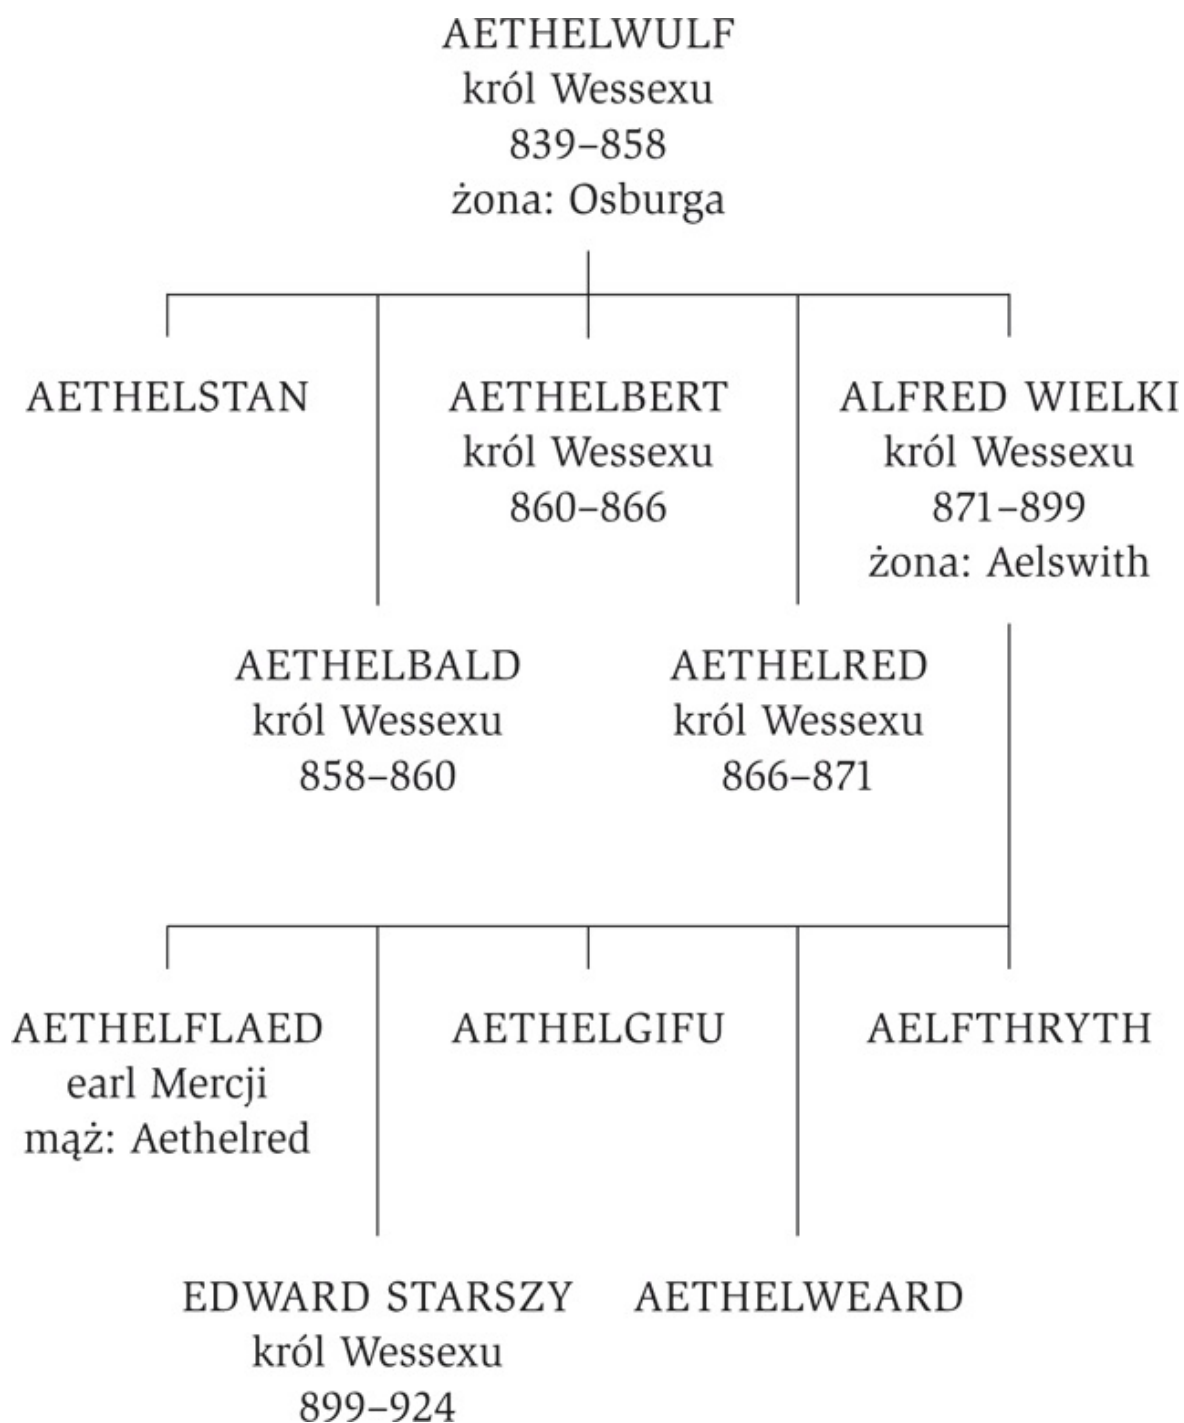 AETHELWULF
król Wessexu
839–858
żona: Osburga
AETHELSTAN
AETHELBERT
król Wessexu
860–866
ALFRED WIELKI
król Wessexu
871–899
żona: Aelswith
AETHELBALD
król Wessexu
858–860
AETHELRED
król Wessexu
866–871
AETHELFLAED
earl Mercji
mąż: Aethelred
AETHELGIFU
AELFTHRYTH
EDWARD STARSZY
król Wessexu
899–924
AETHELWEARD